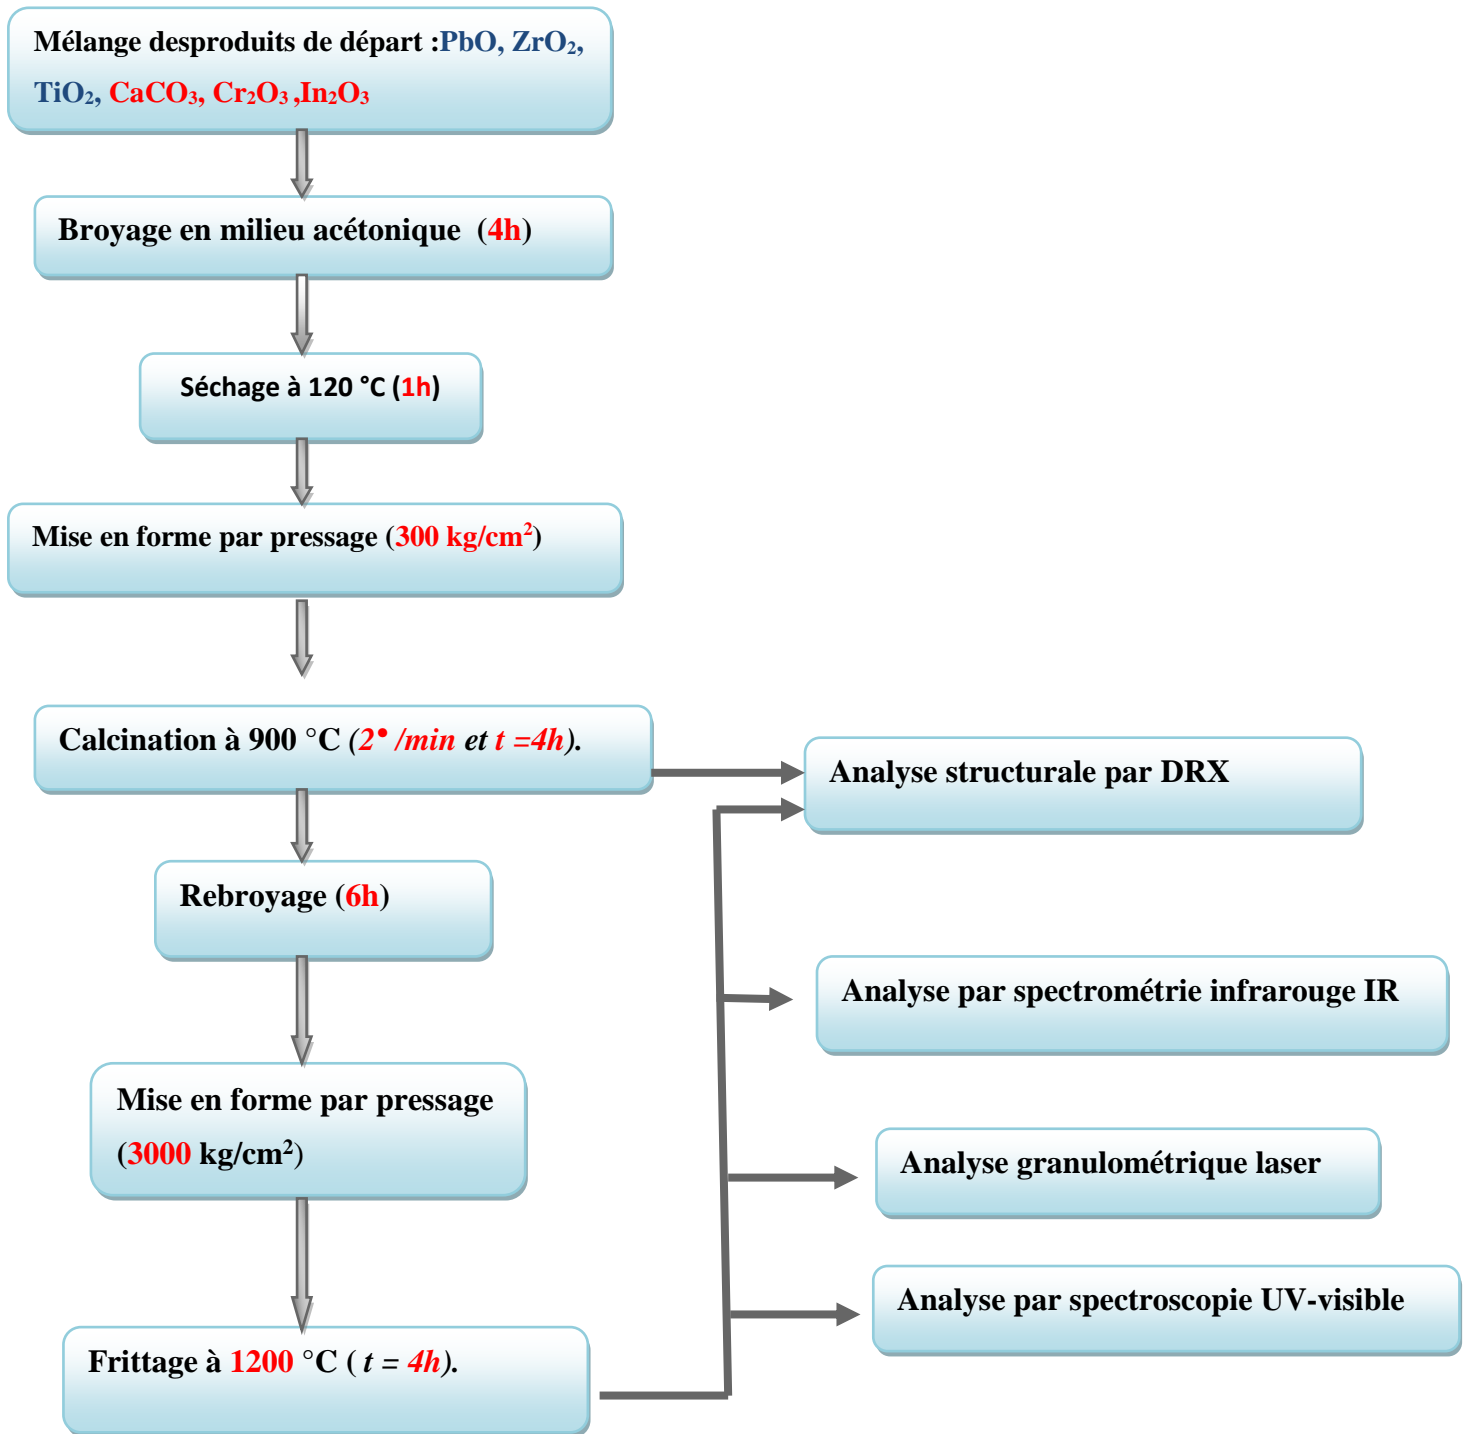 Mélange desproduits de départ :PbO, ZrO₂,
TiO₂, CaCO₃, Cr₂O₃ ,In₂O₃
Broyage en milieu acétonique (4h)
Séchage à 120 °C (1h)
Mise en forme par pressage (300 kg/cm²)
Calcination à 900 °C (2• /min et t =4h).
Analyse structurale par DRX
Rebroyage (6h)
Analyse par spectrométrie infrarouge IR
Mise en forme par pressage
(3000 kg/cm²)
Analyse granulométrique laser
Analyse par spectroscopie UV-visible
Frittage à 1200 °C ( t = 4h).